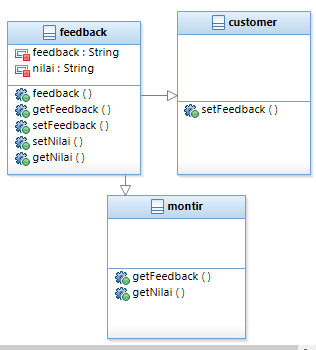 feedback
feedback : String
nilai : String
feedback ( )
getFeedback ( )
setFeedback ( )
setNilai ( )
getNilai ( )
customer
setFeedback ( )
montir
getFeedback ( )
getNilai ( )